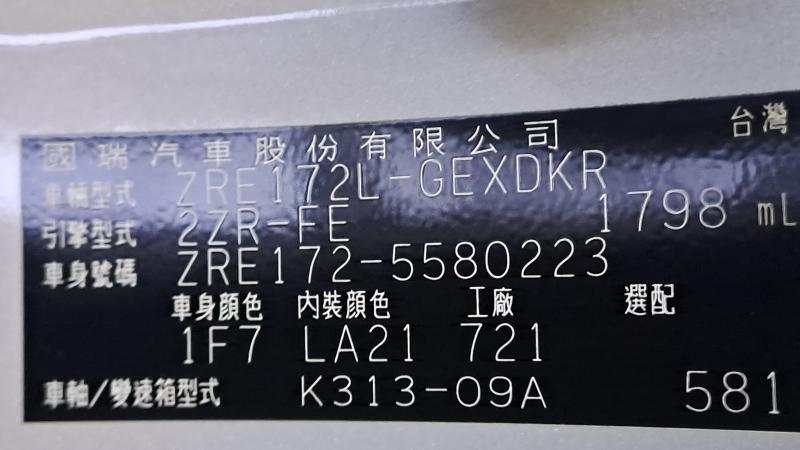 國瑞汽車股份有限公司 台灣
車輛型式 ZRE172L-GEXDKR
引擎型式 2ZR-FE 1798 mL
車身號碼 ZRE172-5580223
車身顏色 內裝顏色 工廠 選配
1F7 LA21 721
車軸/變速箱型式 K313-09A 581